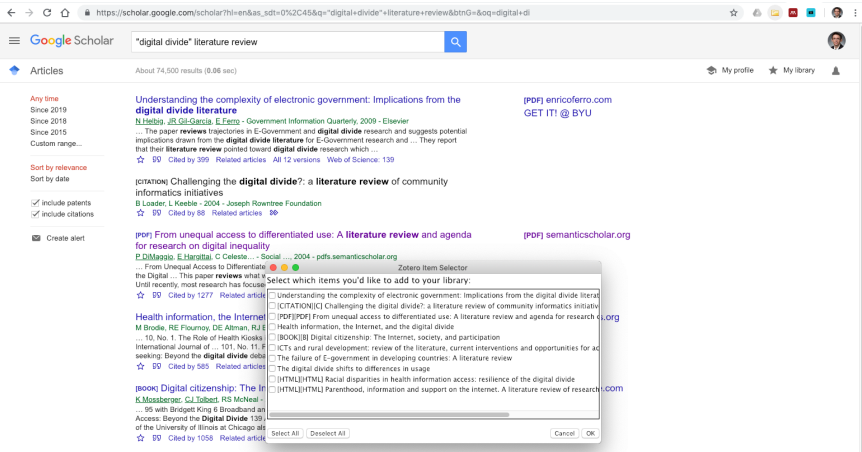 https://scholar.google.com/scholar?hl=en&as_sdt=0%2C45&q="digital+divide"+literature+review&btnG=&oq=digital+di
Google Scholar
"digital divide" literature review
Articles
About 74,500 results (0.06 sec)
My profile
My library
Any time
Since 2019
Since 2018
Since 2015
Custom range...
Sort by relevance
Sort by date
include patents
include citations
Create alert
Understanding the complexity of electronic government: Implications from the
digital divide literature
N Helbig, JR Gil-García, E Ferro - Government Information Quarterly, 2009 - Elsevier
... The paper reviews trajectories in E-Government and digital divide research and suggests potential
implications drawn from the digital divide literature for E-Government research and ... They report
that their literature review pointed toward digital divide research which ...
Cited by 399 Related articles All 12 versions Web of Science: 139
[PDF] enricoferro.com
GET IT! @ BYU
[CITATION] Challenging the digital divide?: a literature review of community
informatics initiatives
B Loader, L Keeble - 2004 - Joseph Rowntree Foundation
Cited by 88 Related articles
[PDF] From unequal access to differentiated use: A literature review and agenda
for research on digital inequality
P DiMaggio, E Hargittai, C Celeste... - Social ..., 2004 - pdfs.semanticscholar.org
... From Unequal Access to Differentiate
the Digital ... This paper reviews what w
Until recently, most research has focuse
Cited by 1277 Related article
[PDF] semanticscholar.org
Health information, the Internet
M Brodie, RE Flournoy, DE Altman, RJ B
... 10, No. 1. The Role of Health Kiosks
International Journal of ... 101, No. 11. F
seeking: Beyond the digital divide deba
Cited by 585 Related articles
s.org
[BOOK] Digital citizenship: The In
K Mossberger, CJ Tolbert, RS McNeal -
... 95 with Bridgett King 6 Broadband an
Access: Beyond the Digital Divide 139
of the University of Illinois at Chicago als
Cited by 1058 Related article
.com
Zotero Item Selector
Select which items you'd like to add to your library:
Understanding the complexity of electronic government: Implications from the digital divide literat
[CITATION][C] Challenging the digital divide?: a literature review of community informatics initiativ
[PDF][PDF] From unequal access to differentiated use: A literature review and agenda for research o
Health information, the Internet, and the digital divide
[BOOK][B] Digital citizenship: The Internet, society, and participation
ICTs and rural development: review of the literature, current interventions and opportunities for ac
The failure of E-government in developing countries: A literature review
The digital divide shifts to differences in usage
[HTML][HTML] Racial disparities in health information access: resilience of the digital divide
[HTML][HTML] Parenthood, information and support on the internet. A literature review of research
Select All
Deselect All
Cancel
OK